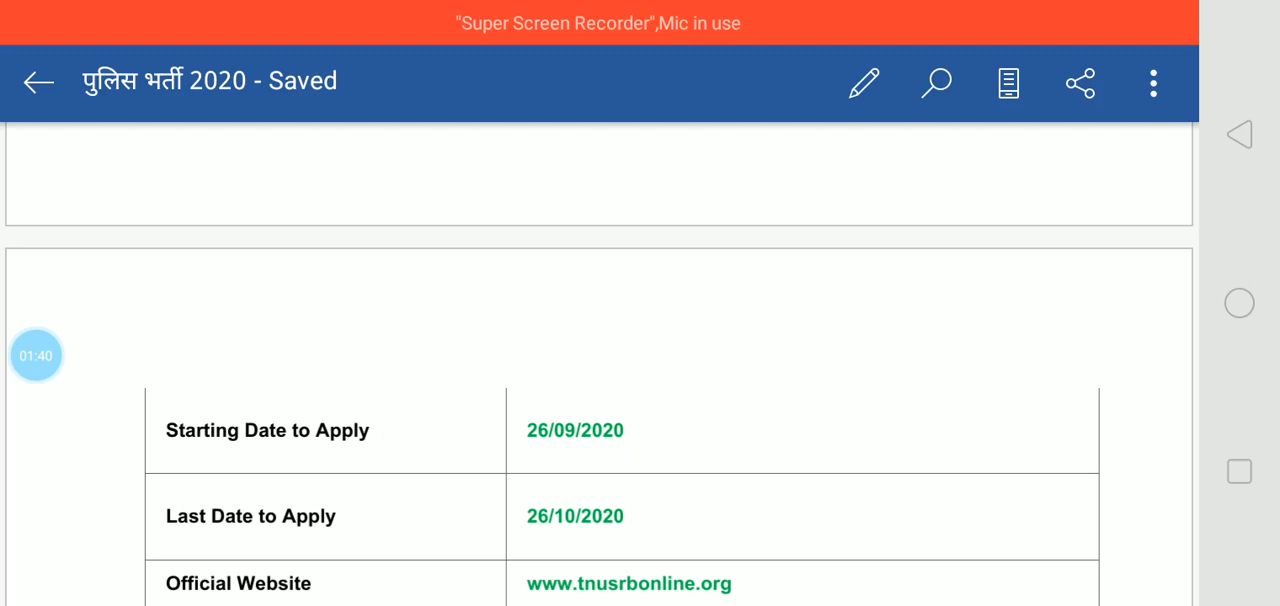 "Super Screen Recorder",Mic in use
पुलिस भर्ती 2020 - Saved
01:40
Starting Date to Apply 26/09/2020
Last Date to Apply 26/10/2020
Official Website www.tnusrbonline.org